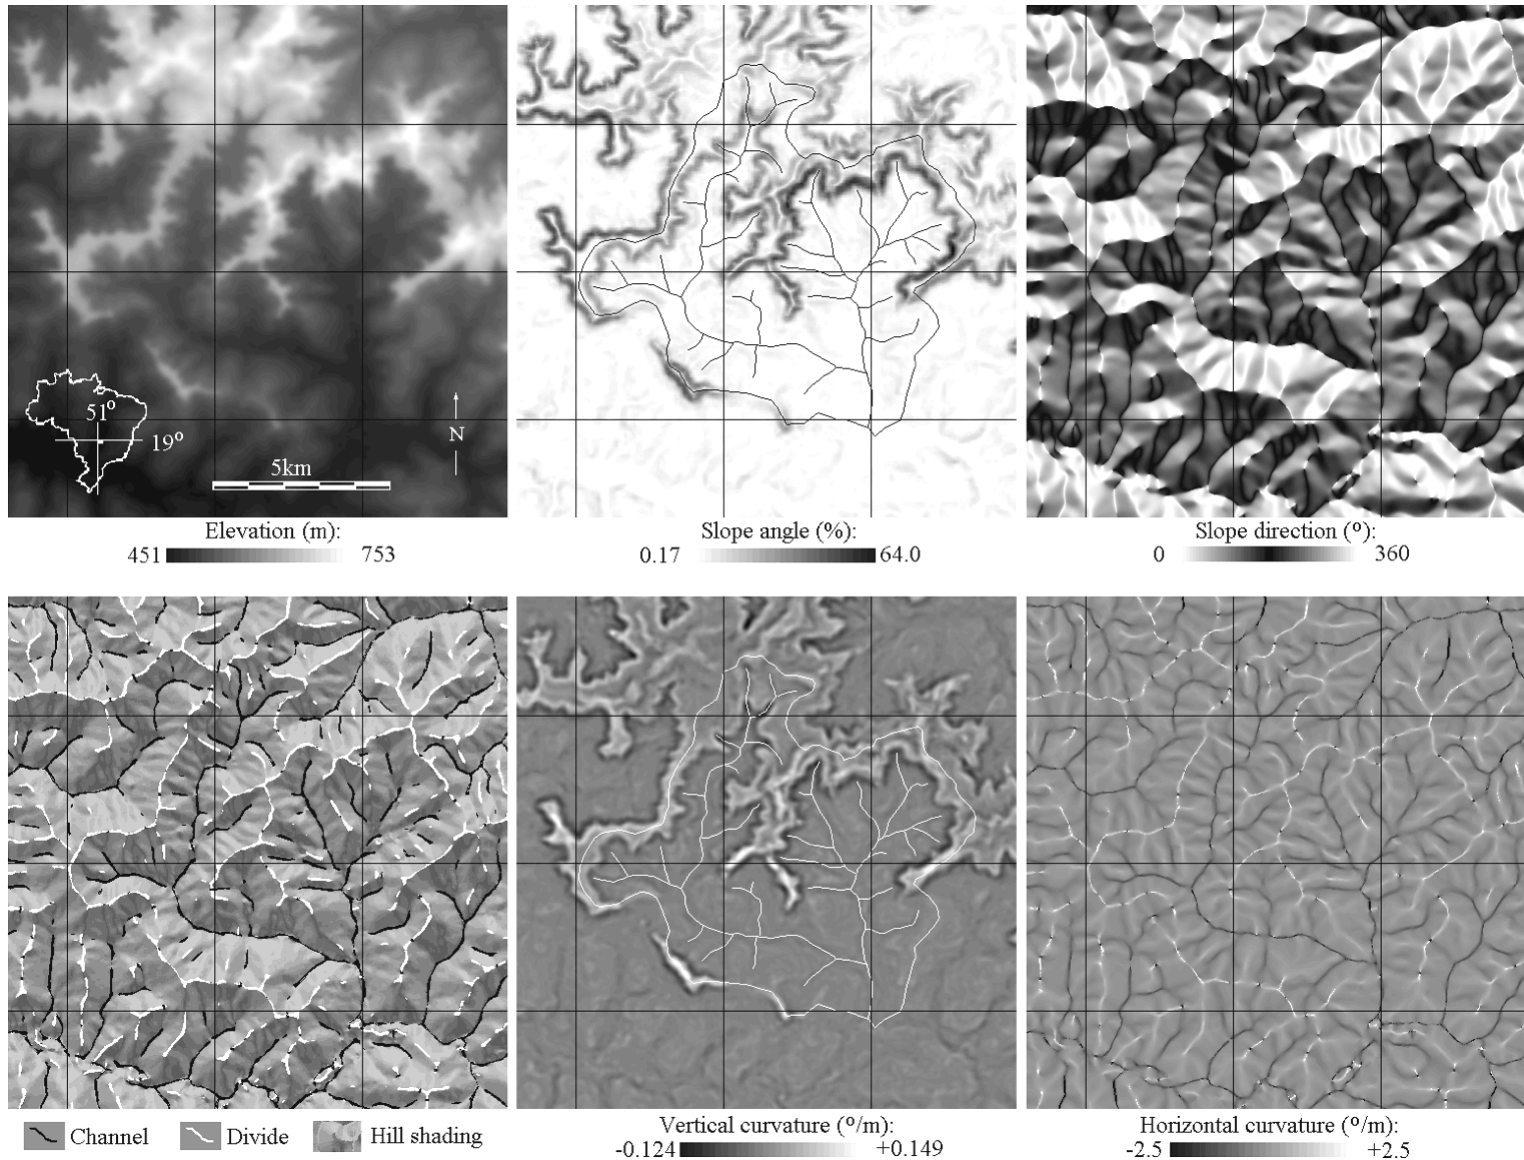 51º
19º
N
5km
Elevation (m):
451 753
Slope angle (%):
0.17 64.0
Slope direction (º):
0 360
Channel Divide Hill shading
Vertical curvature (º/m):
-0.124 +0.149
Horizontal curvature (º/m):
-2.5 +2.5